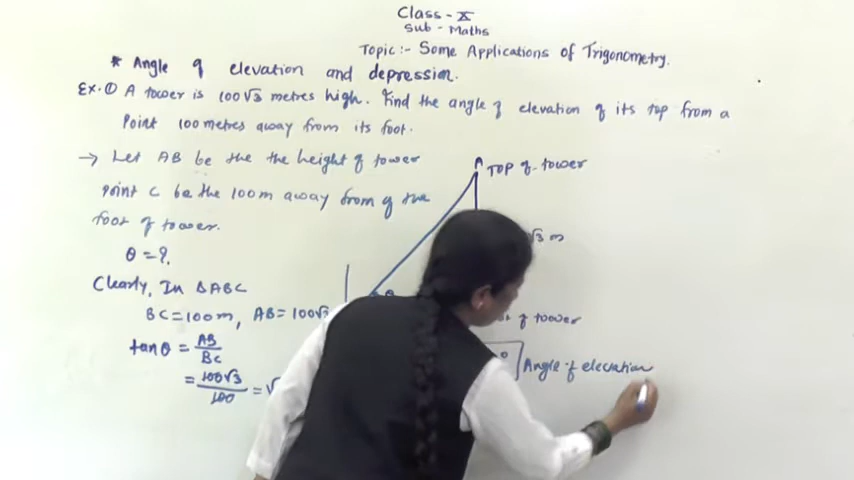 Class - X
Sub - Maths
Topic :- Some Applications of Trigonometry.
* Angle of elevation and depression.
Ex. ① A tower is 100√3 metres high. Find the angle of elevation of its top from a
Point 100 metres away from its foot.
→ Let AB be the the height of tower
Point C be the 100m away from of the
foot of tower.
θ = ?
Clearly, In ΔABC
BC = 100m, AB = 100√3
tanθ = AB/BC
= 100√3/100 = √
A TOP of tower
√3 m
θ
of tower
Angle of elevation